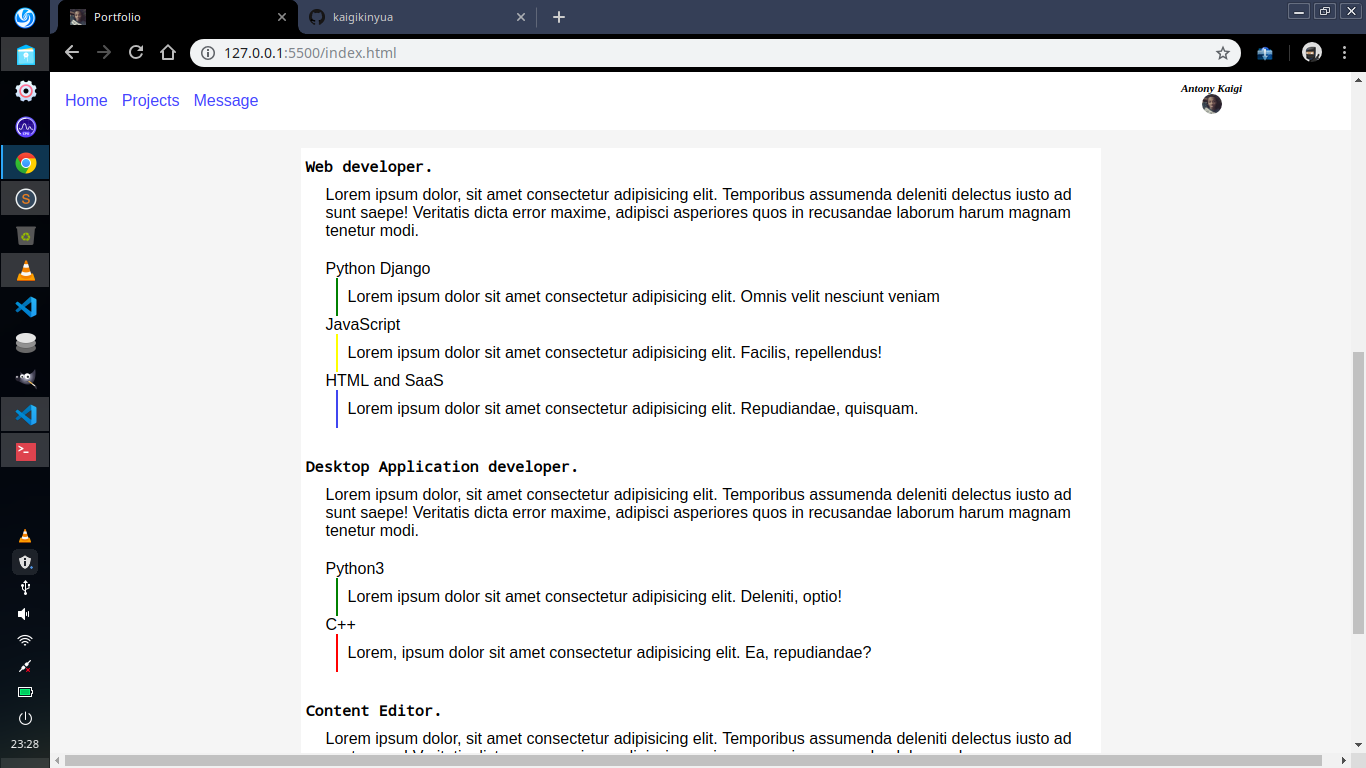 Portfolio
kaigikinyua
127.0.0.1:5500/index.html
Home Projects Message
Antony Kaigi
Web developer.
Lorem ipsum dolor, sit amet consectetur adipisicing elit. Temporibus assumenda deleniti delectus iusto ad
sunt saepe! Veritatis dicta error maxime, adipisci asperiores quos in recusandae laborum harum magnam
tenetur modi.
Python Django
Lorem ipsum dolor sit amet consectetur adipisicing elit. Omnis velit nesciunt veniam
JavaScript
Lorem ipsum dolor sit amet consectetur adipisicing elit. Facilis, repellendus!
HTML and SaaS
Lorem ipsum dolor sit amet consectetur adipisicing elit. Repudiandae, quisquam.
Desktop Application developer.
Lorem ipsum dolor, sit amet consectetur adipisicing elit. Temporibus assumenda deleniti delectus iusto ad
sunt saepe! Veritatis dicta error maxime, adipisci asperiores quos in recusandae laborum harum magnam
tenetur modi.
Python3
Lorem ipsum dolor sit amet consectetur adipisicing elit. Deleniti, optio!
C++
Lorem, ipsum dolor sit amet consectetur adipisicing elit. Ea, repudiandae?
Content Editor.
Lorem ipsum dolor, sit amet consectetur adipisicing elit. Temporibus assumenda deleniti delectus iusto ad
23:28